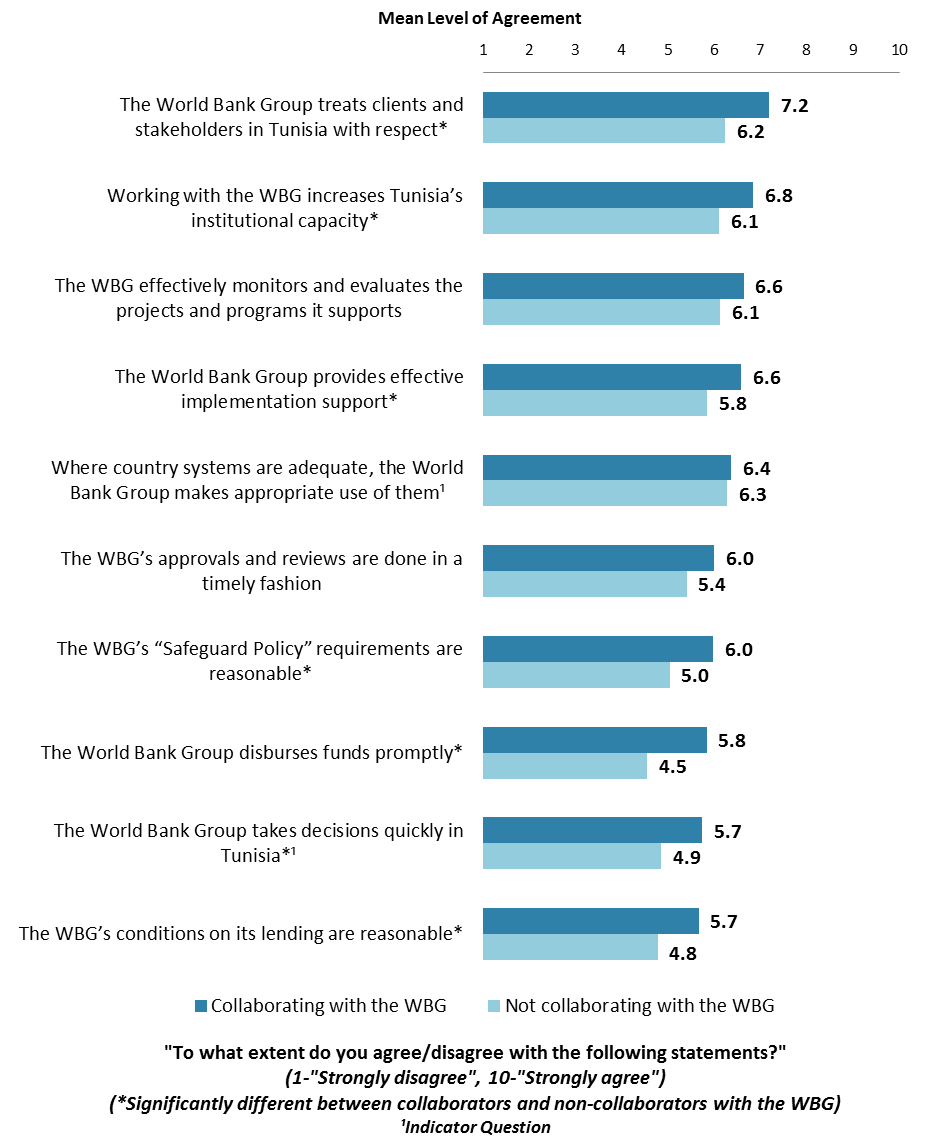 Mean Level of Agreement
1 2 3 4 5 6 7 8 9 10
The World Bank Group treats clients and
stakeholders in Tunisia with respect*
7.2
6.2
Working with the WBG increases Tunisia’s
institutional capacity*
6.8
6.1
The WBG effectively monitors and evaluates the
projects and programs it supports
6.6
6.1
The World Bank Group provides effective
implementation support*
6.6
5.8
Where country systems are adequate, the World
Bank Group makes appropriate use of them¹
6.4
6.3
The WBG’s approvals and reviews are done in a
timely fashion
6.0
5.4
The WBG’s “Safeguard Policy” requirements are
reasonable*
6.0
5.0
The World Bank Group disburses funds promptly*
5.8
4.5
The World Bank Group takes decisions quickly in
Tunisia*¹
5.7
4.9
The WBG’s conditions on its lending are reasonable*
5.7
4.8
Collaborating with the WBG Not collaborating with the WBG
"To what extent do you agree/disagree with the following statements?"
(1-"Strongly disagree", 10-"Strongly agree")
(*Significantly different between collaborators and non-collaborators with the WBG)
¹Indicator Question